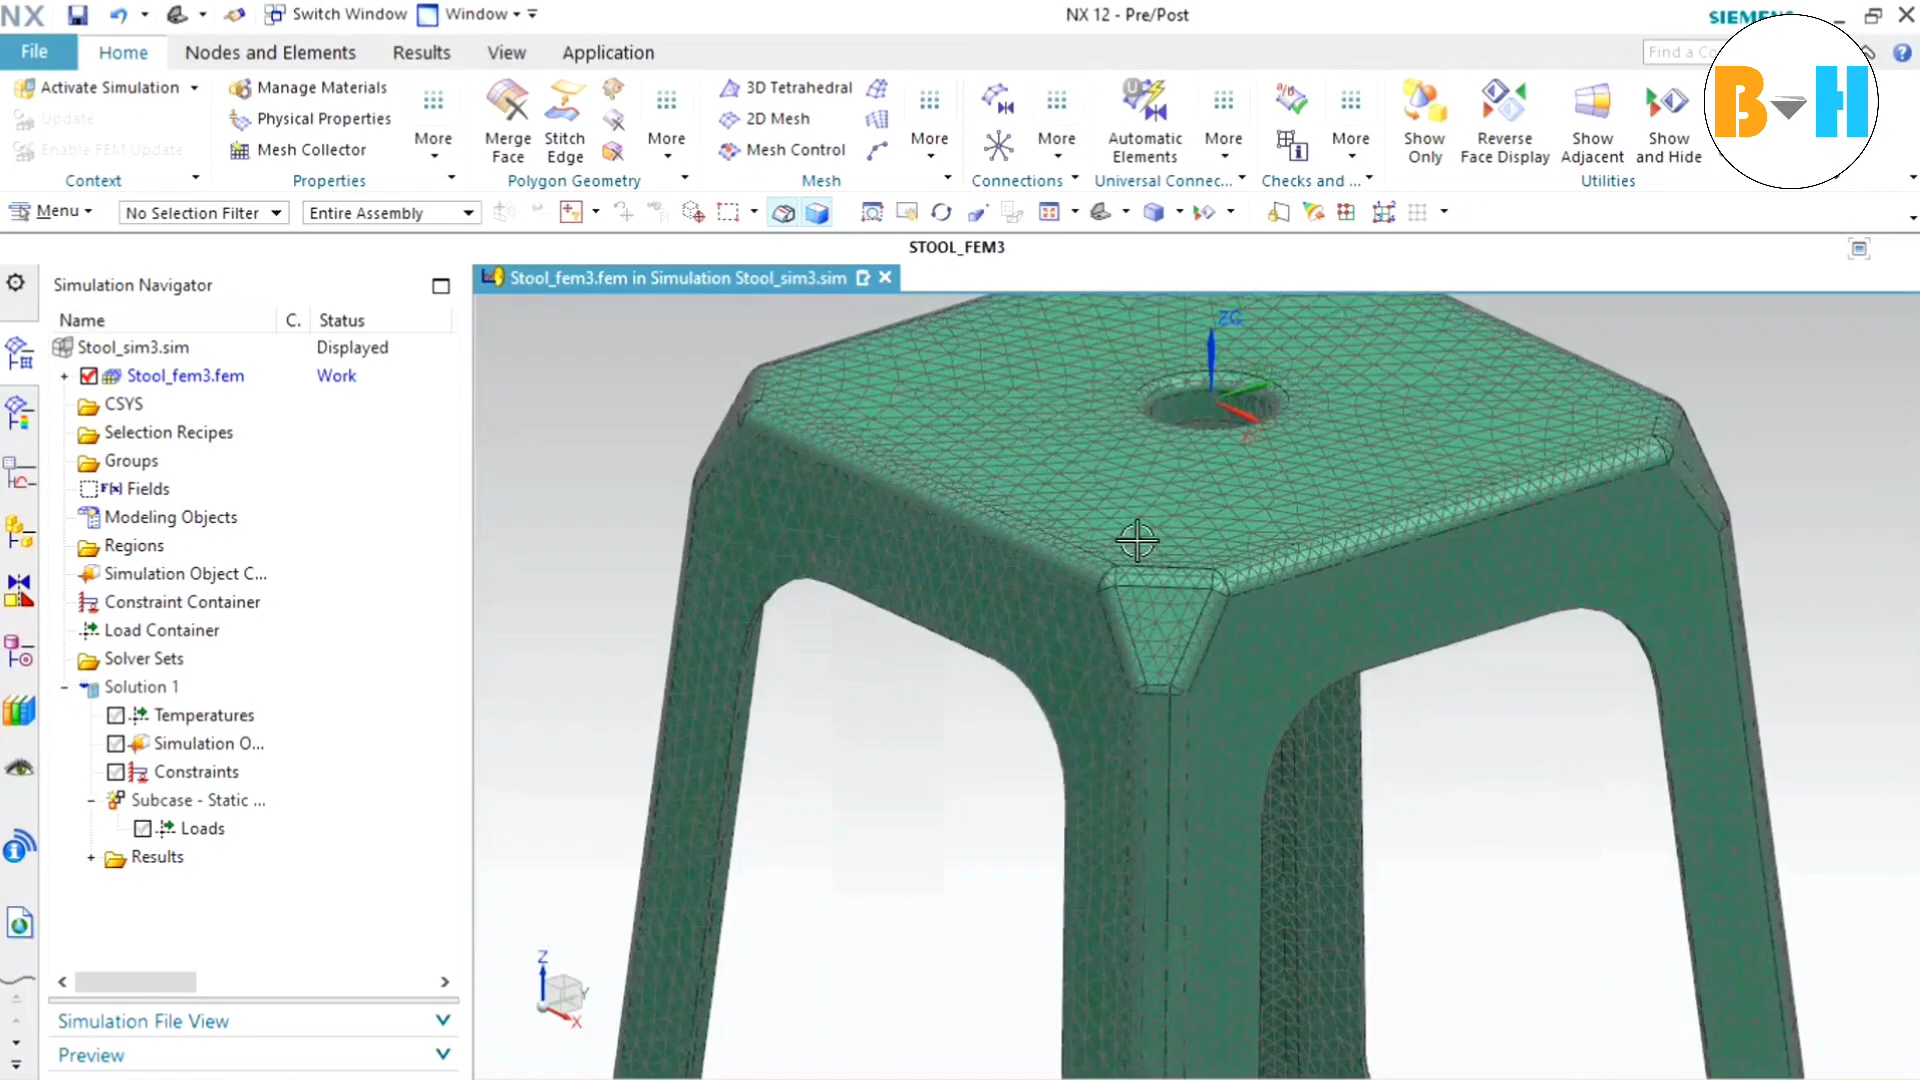 NX
Switch Window
Window
NX 12 - Pre/Post
File
Home
Nodes and Elements
Results
View
Application
Find a Co
B H
Activate Simulation
Update
Enable FEM Update
Context
Manage Materials
Physical Properties
Mesh Collector
More
Properties
Merge Face
Stitch Edge
More
Polygon Geometry
3D Tetrahedral
2D Mesh
Mesh Control
More
Mesh
More
Connections
Automatic Elements
More
Universal Connec...
More
Checks and ...
Show Only
Reverse Face Display
Show Adjacent
Show and Hide
Utilities
Menu
No Selection Filter
Entire Assembly
STOOL_FEM3
Stool_fem3.fem in Simulation Stool_sim3.sim
Simulation Navigator
Name C. Status
Stool_sim3.sim Displayed
Stool_fem3.fem Work
CSYS
Selection Recipes
Groups
F(x) Fields
Modeling Objects
Regions
Simulation Object C...
Constraint Container
Load Container
Solver Sets
Solution 1
Temperatures
Simulation O...
Constraints
Subcase - Static ...
Loads
Results
Simulation File View
Preview
ZC
Z
Y
X